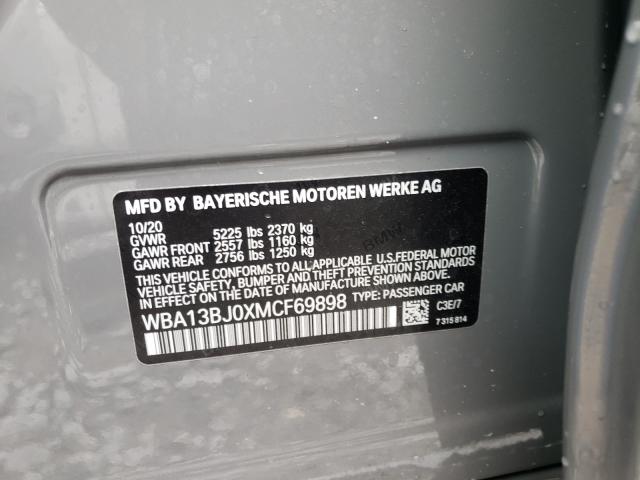 MFD BY BAYERISCHE MOTOREN WERKE AG
10/20
GVWR 5225 lbs 2370 kg
GAWR FRONT 2557 lbs 1160 kg
GAWR REAR 2756 lbs 1250 kg
THIS VEHICLE CONFORMS TO ALL APPLICABLE U.S.FEDERAL MOTOR
VEHICLE SAFETY, BUMPER AND THEFT PREVENTION STANDARDS
IN EFFECT ON THE DATE OF MANUFACTURE SHOWN ABOVE.
WBA13BJ0XMCF69898 TYPE: PASSENGER CAR
C3E/7
7315814
BMW